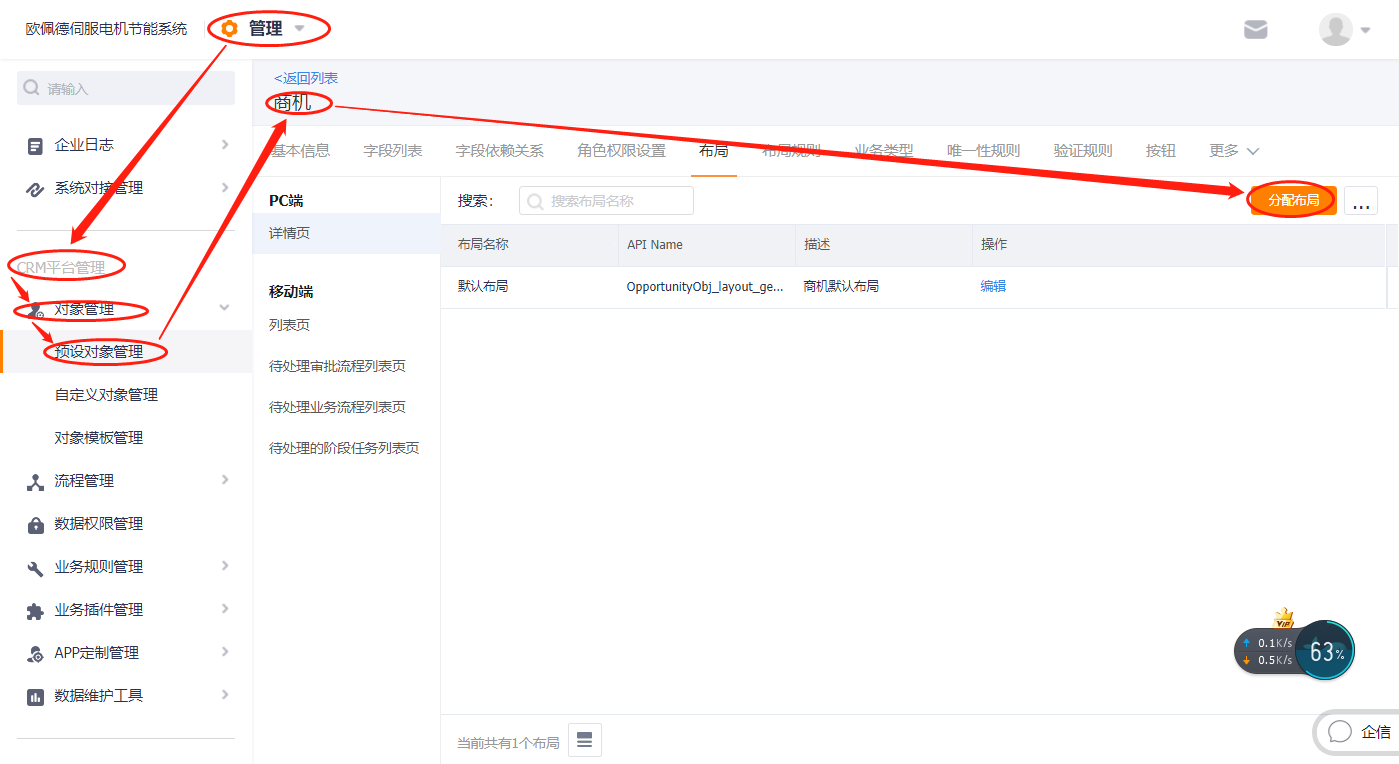 欧佩德伺服电机节能系统
管理
请输入
企业日志
系统对接管理
CRM平台管理
对象管理
预设对象管理
自定义对象管理
对象模板管理
流程管理
数据权限管理
业务规则管理
业务插件管理
APP定制管理
数据维护工具
<返回列表
商机
基本信息 字段列表 字段依赖关系 角色权限设置 布局 布局规则 业务类型 唯一性规则 验证规则 按钮 更多
PC端
详情页
移动端
列表页
待处理审批流程列表页
待处理业务流程列表页
待处理的阶段任务列表页
搜索: 搜索布局名称 分配布局 ...
布局名称 API Name 描述 操作
默认布局 OpportunityObj_layout_ge... 商机默认布局 编辑
当前共有1个布局
VIP
0.1K/s
0.5K/s
63%
企信